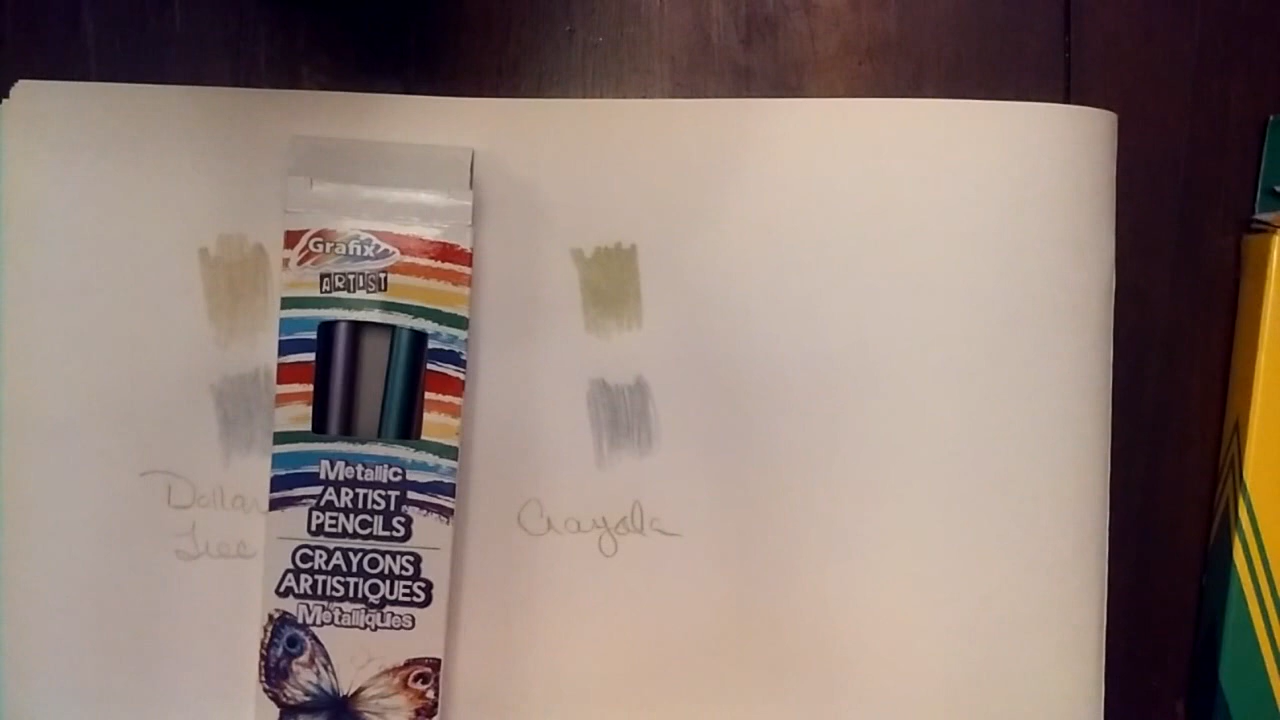 Grafix
ARTIST
Metallic
ARTIST
PENCILS
CRAYONS
ARTISTIQUES
Métalliques
Dollar
Tree
Crayola